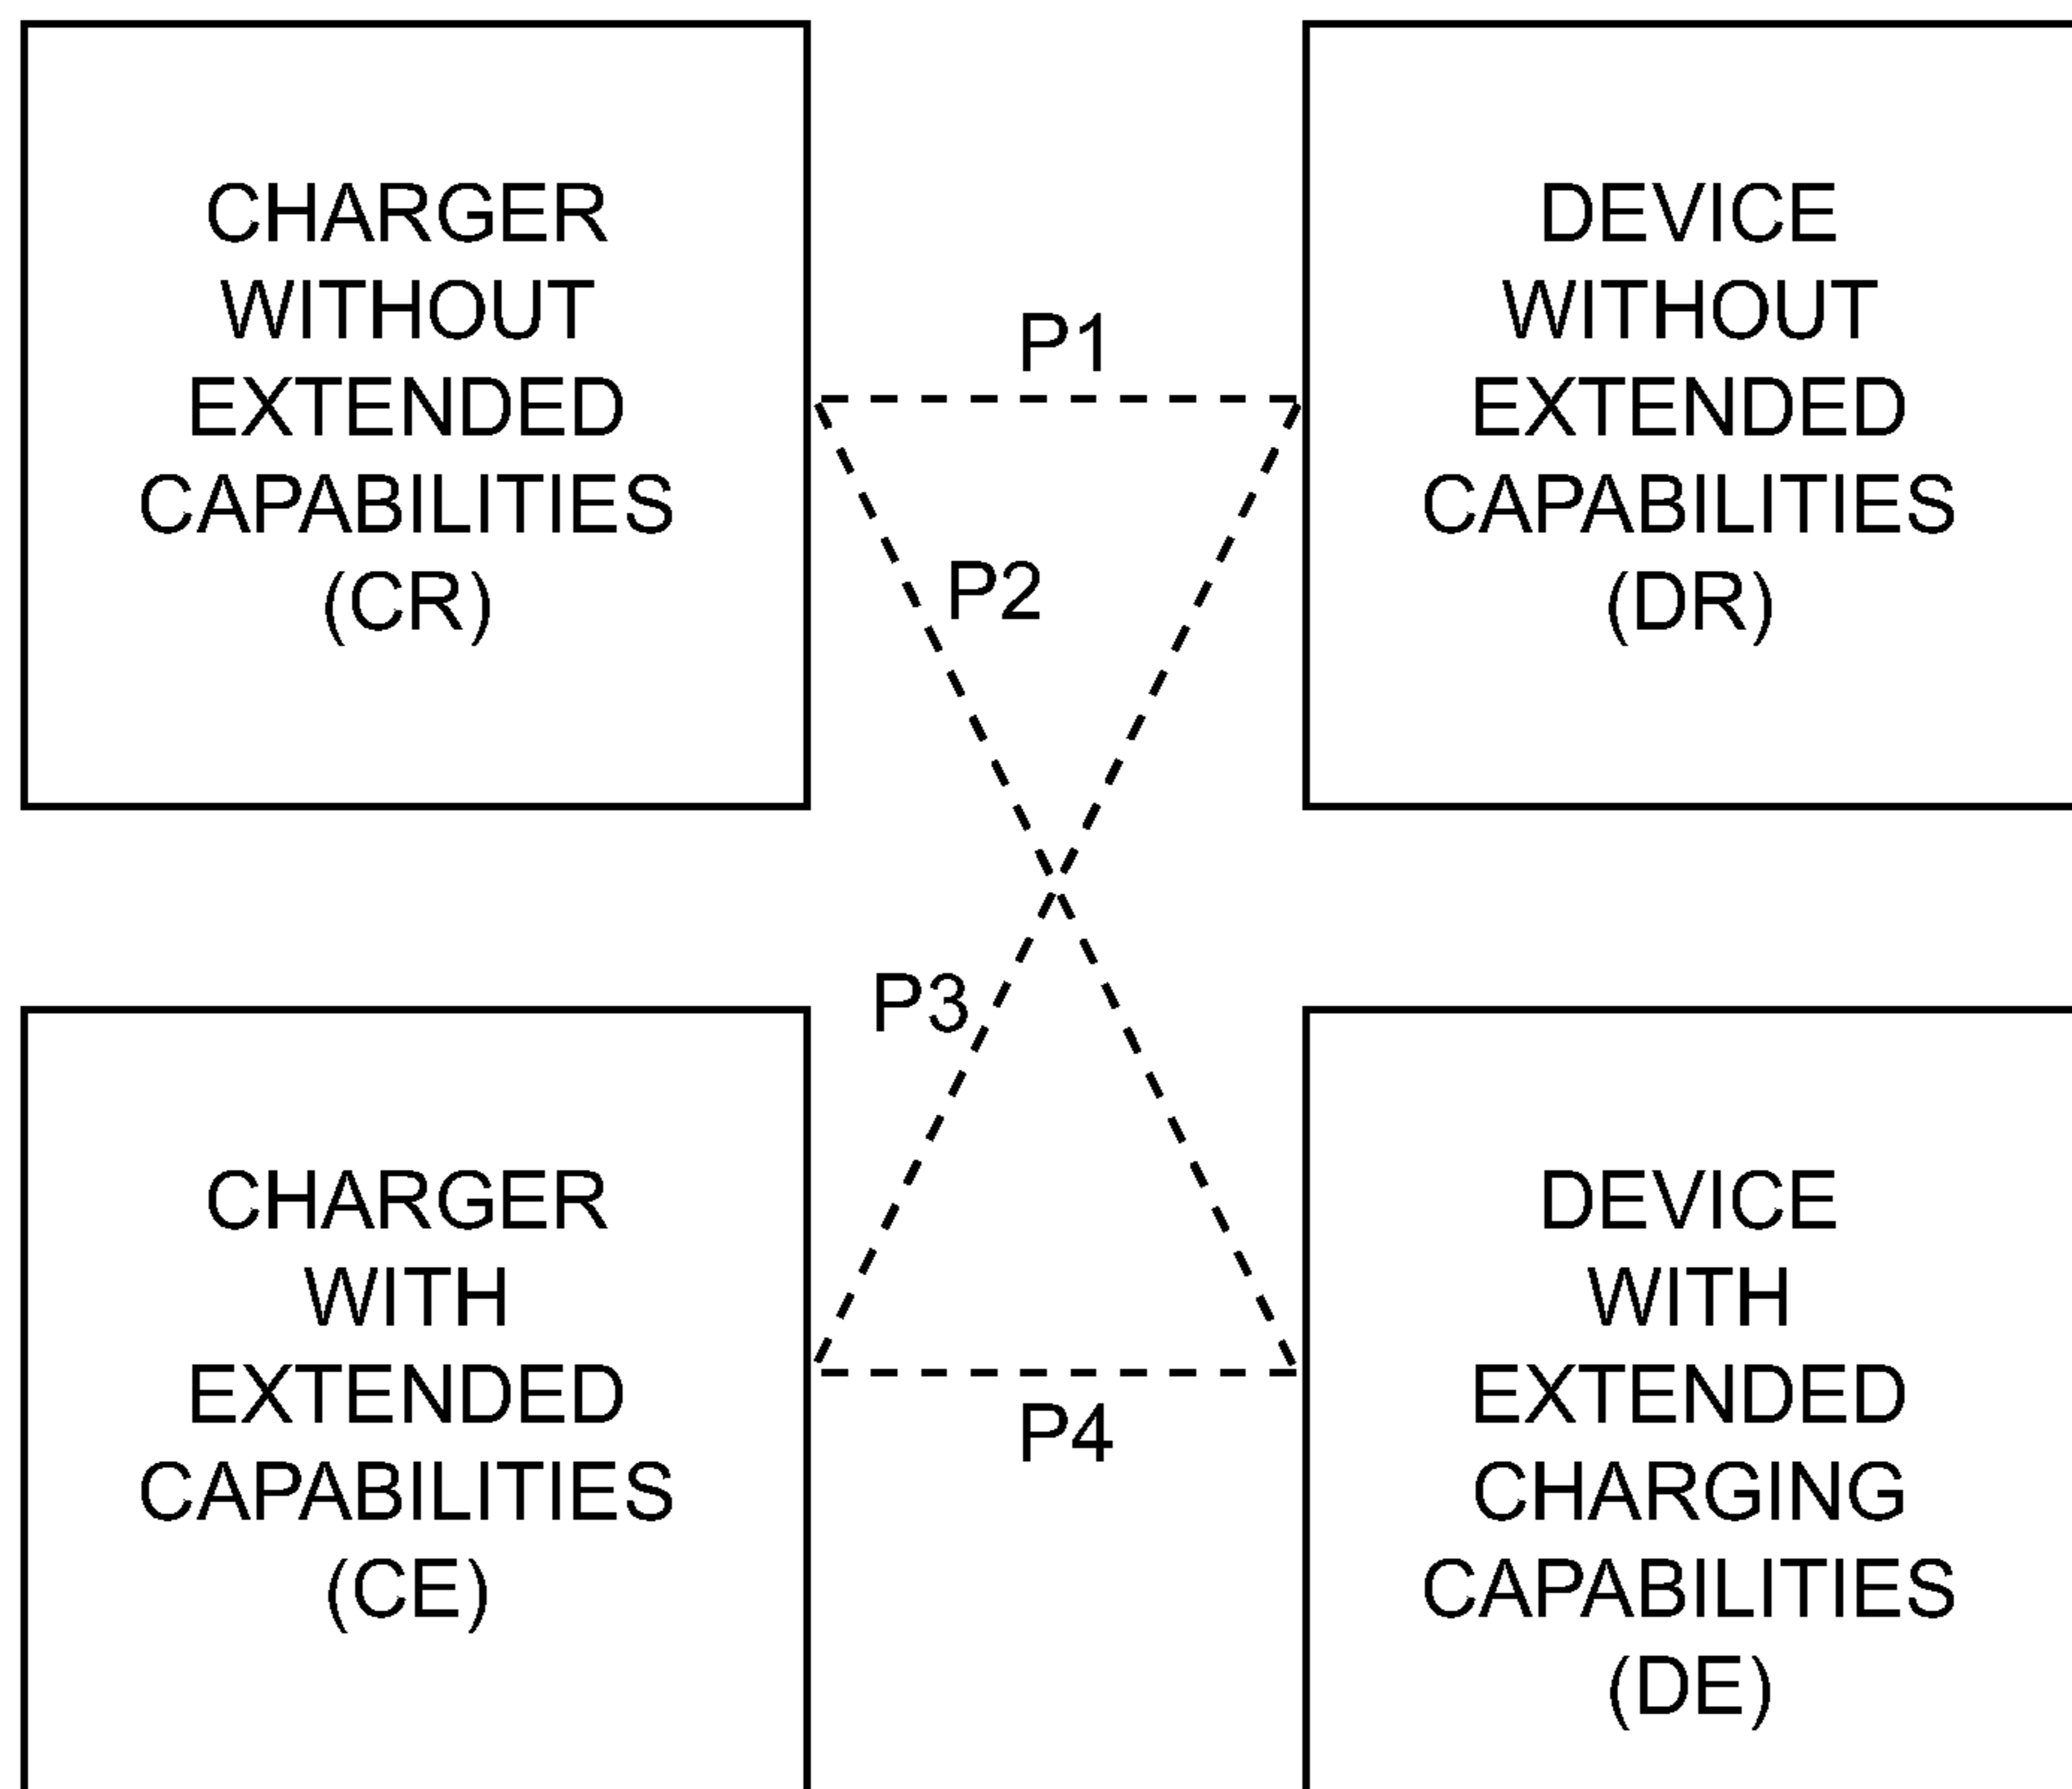 CHARGER
WITHOUT
EXTENDED
CAPABILITIES
(CR)
P1
P2
DEVICE
WITHOUT
EXTENDED
CAPABILITIES
(DR)
P3
CHARGER
WITH
EXTENDED
CAPABILITIES
(CE)
P4
DEVICE
WITH
EXTENDED
CHARGING
CAPABILITIES
(DE)